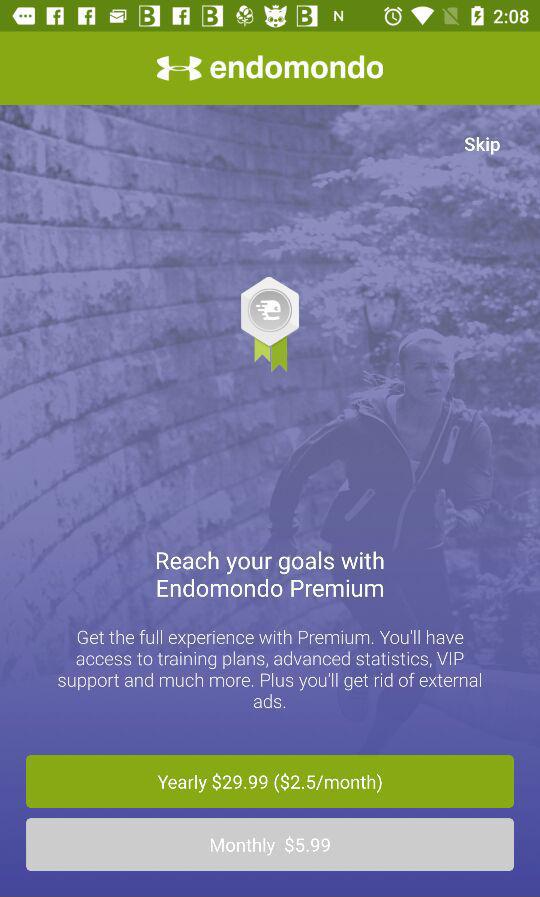 2:08
endomondo
Skip
Reach your goals with
Endomondo Premium
Get the full experience with Premium. You'll have
access to training plans, advanced statistics, VIP
support and much more. Plus you'll get rid of external
ads.
Yearly $29.99 ($2.5/month)
Monthly $5.99